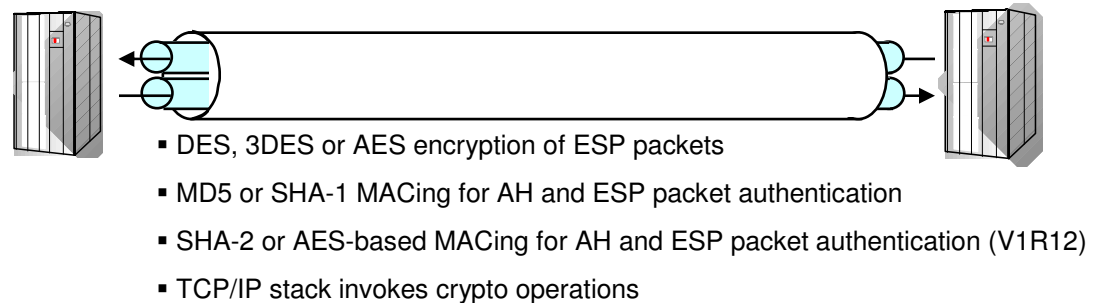 ▪ DES, 3DES or AES encryption of ESP packets
▪ MD5 or SHA-1 MACing for AH and ESP packet authentication
▪ SHA-2 or AES-based MACing for AH and ESP packet authentication (V1R12)
▪ TCP/IP stack invokes crypto operations